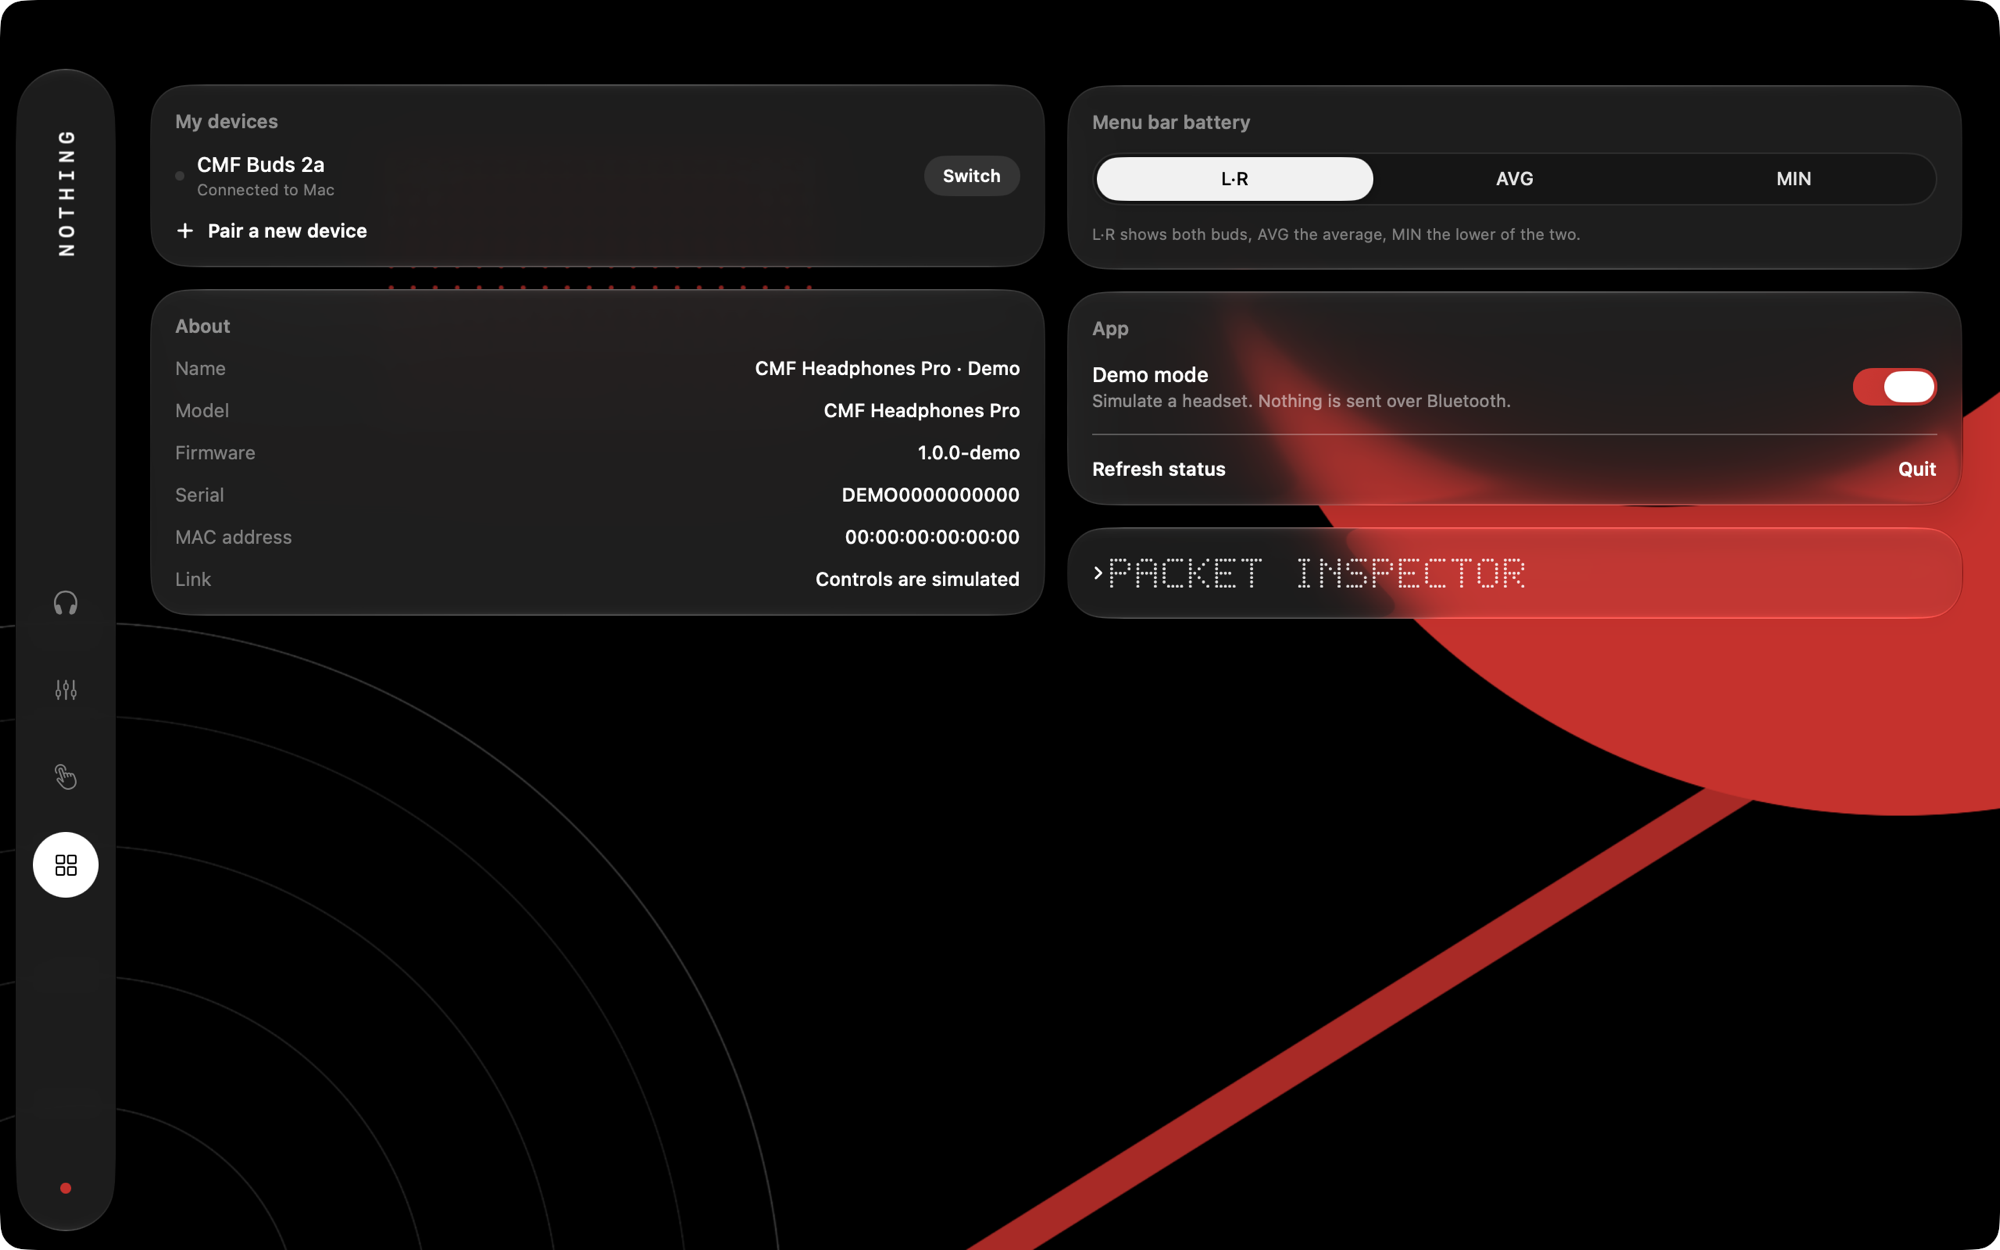 NOTHING
My devices
CMF Buds 2a
Connected to Mac
Switch
Pair a new device
About
Name CMF Headphones Pro · Demo
Model CMF Headphones Pro
Firmware 1.0.0-demo
Serial DEMO0000000000
MAC address 00:00:00:00:00:00
Link Controls are simulated
Menu bar battery
L·R AVG MIN
L·R shows both buds, AVG the average, MIN the lower of the two.
App
Demo mode
Simulate a headset. Nothing is sent over Bluetooth.
Refresh status Quit
PACKET INSPECTOR